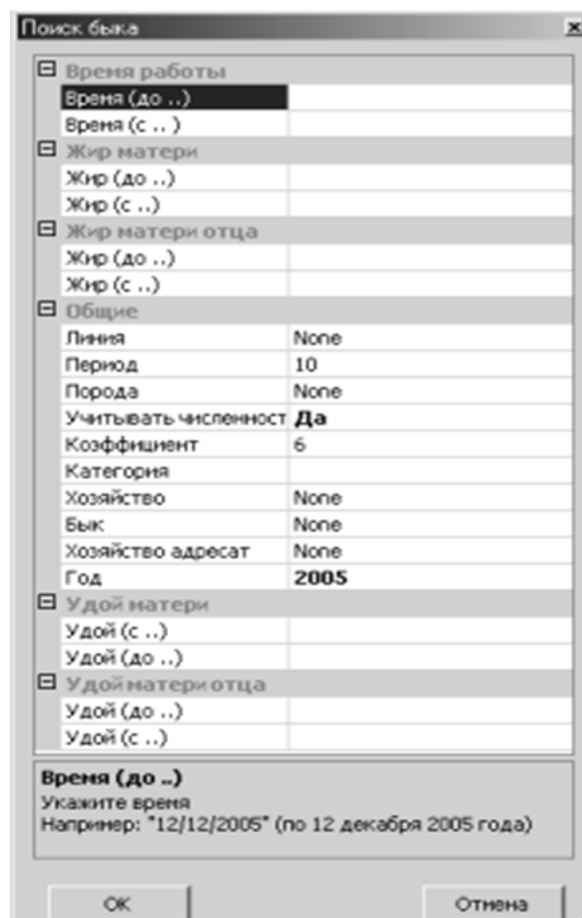 Поиск быка
Время работы
Время (до ..)
Время (с .. )
Жир матери
Жир (до ..)
Жир (с ..)
Жир матери отца
Жир (до ..)
Жир (с ..)
Общие
Линия None
Период 10
Порода None
Учитывать численност Да
Коэффициент 6
Категория
Хозяйство None
Бык None
Хозяйство адресат None
Год 2005
Удой матери
Удой (с ..)
Удой (до ..)
Удой матери отца
Удой (до ..)
Удой (с ..)
Время (до ..)
Укажите время
Например: "12/12/2005" (по 12 декабря 2005 года)
OK Отмена